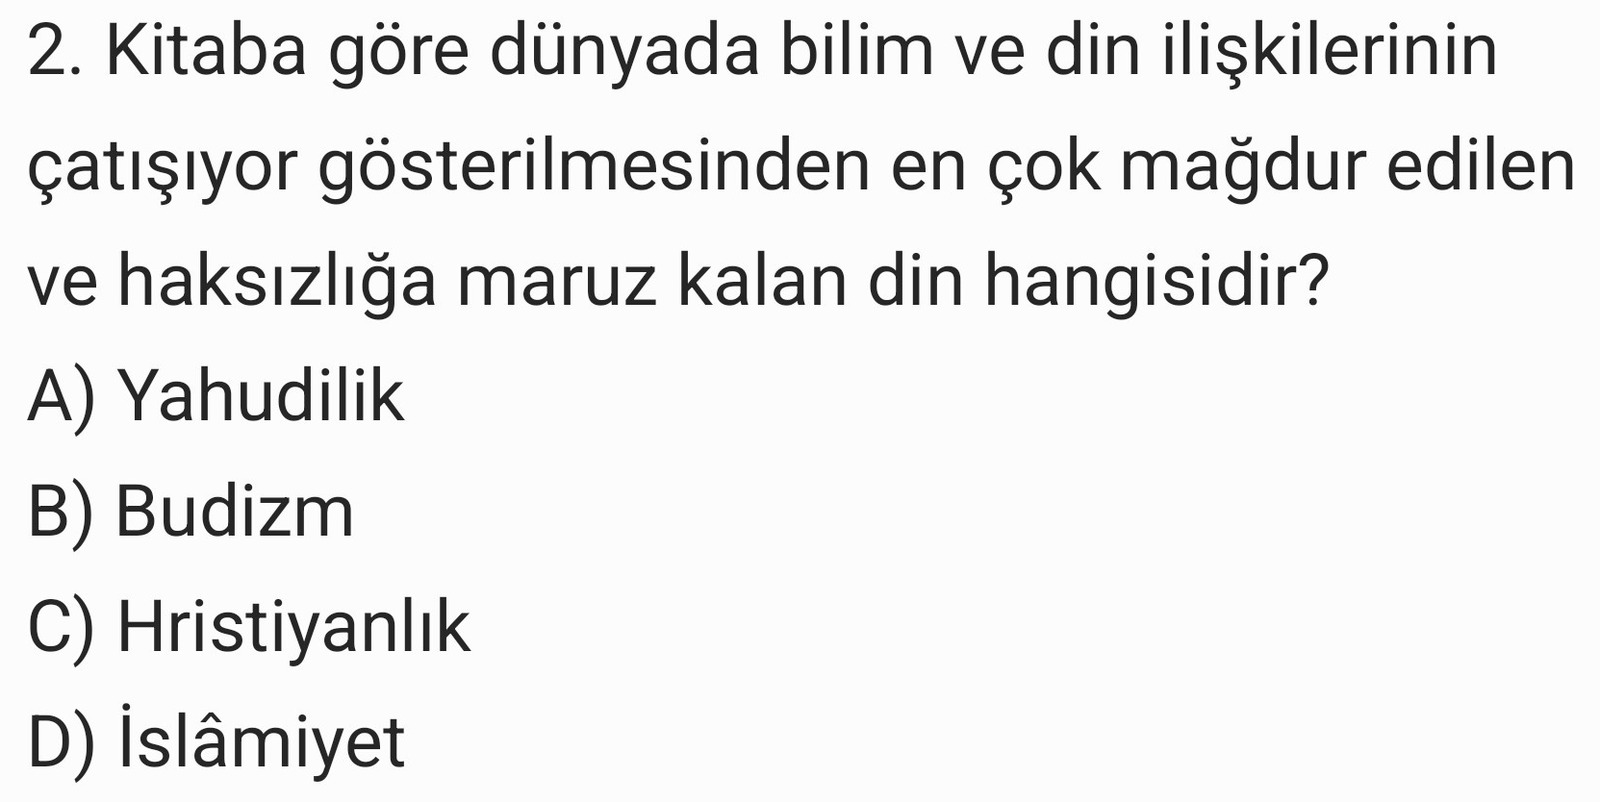 2. Kitaba göre dünyada bilim ve din ilişkilerinin
çatışıyor gösterilmesinden en çok mağdur edilen
ve haksızlığa maruz kalan din hangisidir?
A) Yahudilik
B) Budizm
C) Hristiyanlık
D) İslâmiyet